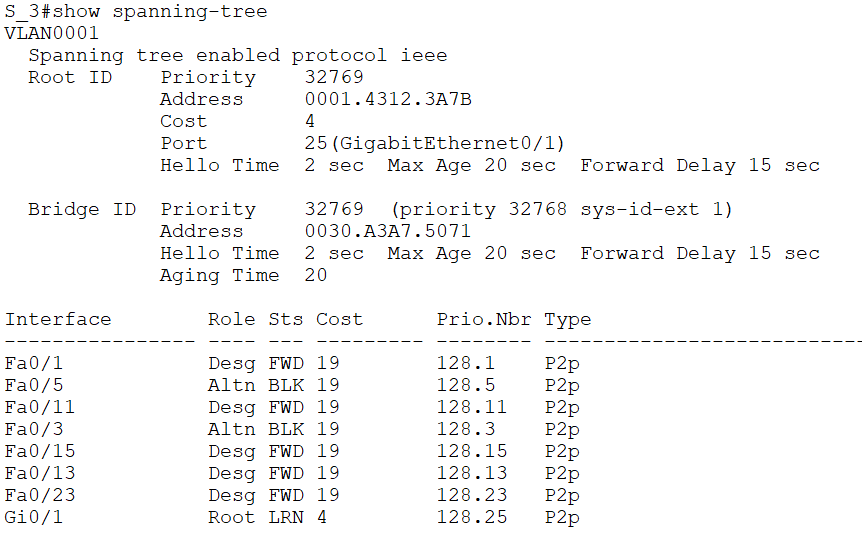 S_3#show spanning-tree
VLAN0001
  Spanning tree enabled protocol ieee
  Root ID    Priority    32769
             Address     0001.4312.3A7B
             Cost        4
             Port        25(GigabitEthernet0/1)
             Hello Time  2 sec  Max Age 20 sec  Forward Delay 15 sec

  Bridge ID  Priority    32769  (priority 32768 sys-id-ext 1)
             Address     0030.A3A7.5071
             Hello Time  2 sec  Max Age 20 sec  Forward Delay 15 sec
             Aging Time  20

Interface        Role Sts Cost      Prio.Nbr Type
---------------- ---- --- --------- -------- ---------------------------
Fa0/1            Desg FWD 19        128.1    P2p
Fa0/5            Altn BLK 19        128.5    P2p
Fa0/11           Desg FWD 19        128.11   P2p
Fa0/3            Altn BLK 19        128.3    P2p
Fa0/15           Desg FWD 19        128.15   P2p
Fa0/13           Desg FWD 19        128.13   P2p
Fa0/23           Desg FWD 19        128.23   P2p
Gi0/1            Root LRN 4         128.25   P2p